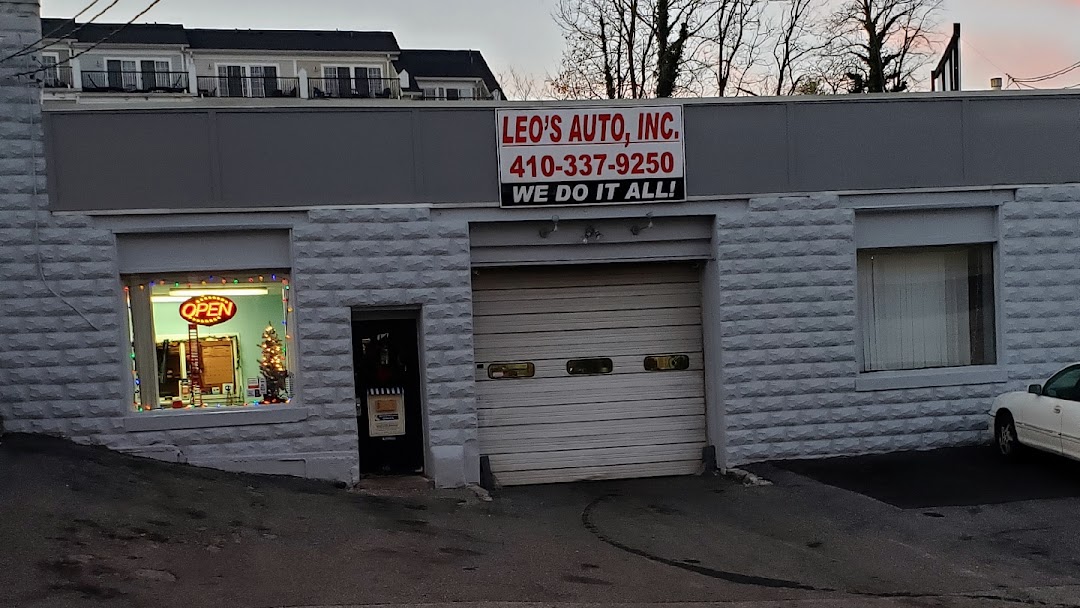 LEO'S AUTO, INC.
410-337-9250
WE DO IT ALL!
OPEN